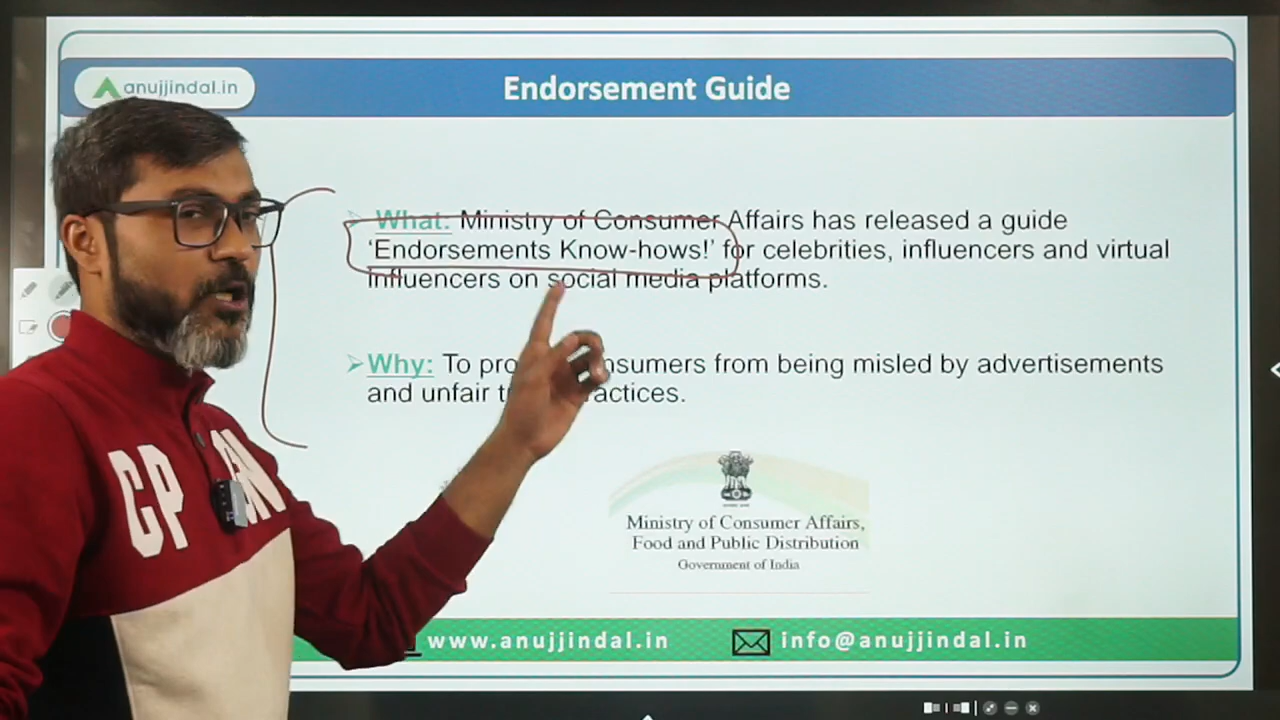 anujjindal.in
Endorsement Guide
What: Ministry of Consumer Affairs has released a guide
‘Endorsements Know-hows!’ for celebrities, influencers and virtual
influencers on social media platforms.
Why: To pro nsumers from being misled by advertisements
and unfair t ractices.
CP
Ministry of Consumer Affairs,
Food and Public Distribution
Government of India
www.anujjindal.in info@anujjindal.in